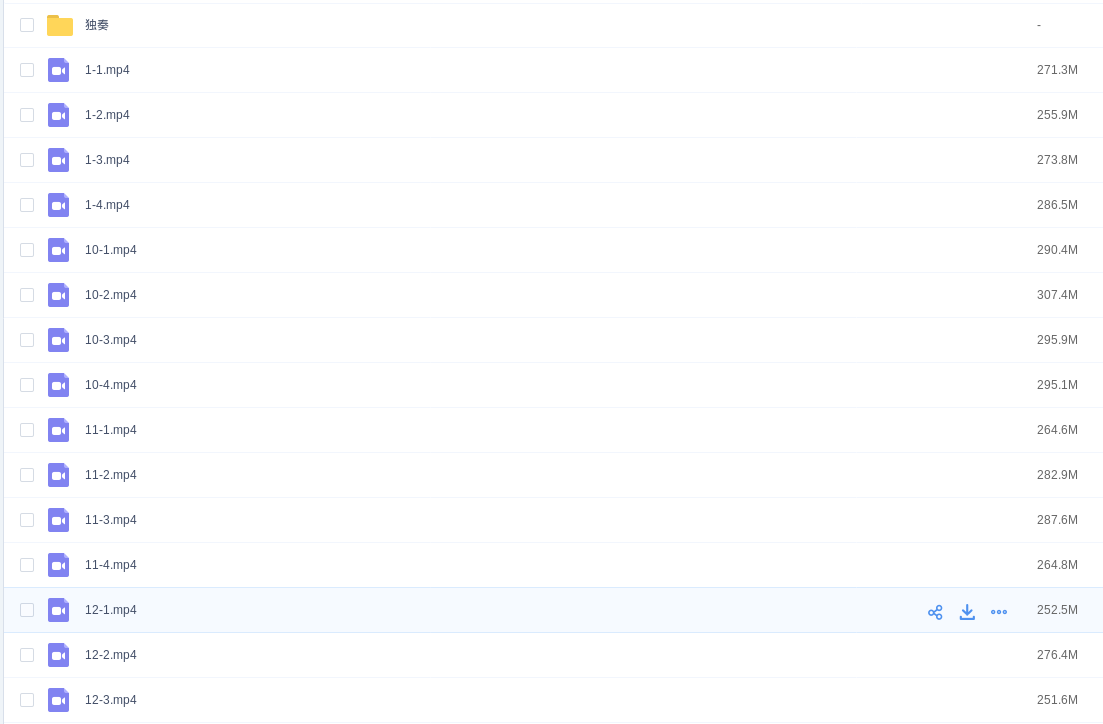 独奏 -
1-1.mp4 271.3M
1-2.mp4 255.9M
1-3.mp4 273.8M
1-4.mp4 286.5M
10-1.mp4 290.4M
10-2.mp4 307.4M
10-3.mp4 295.9M
10-4.mp4 295.1M
11-1.mp4 264.6M
11-2.mp4 282.9M
11-3.mp4 287.6M
11-4.mp4 264.8M
12-1.mp4 252.5M
12-2.mp4 276.4M
12-3.mp4 251.6M